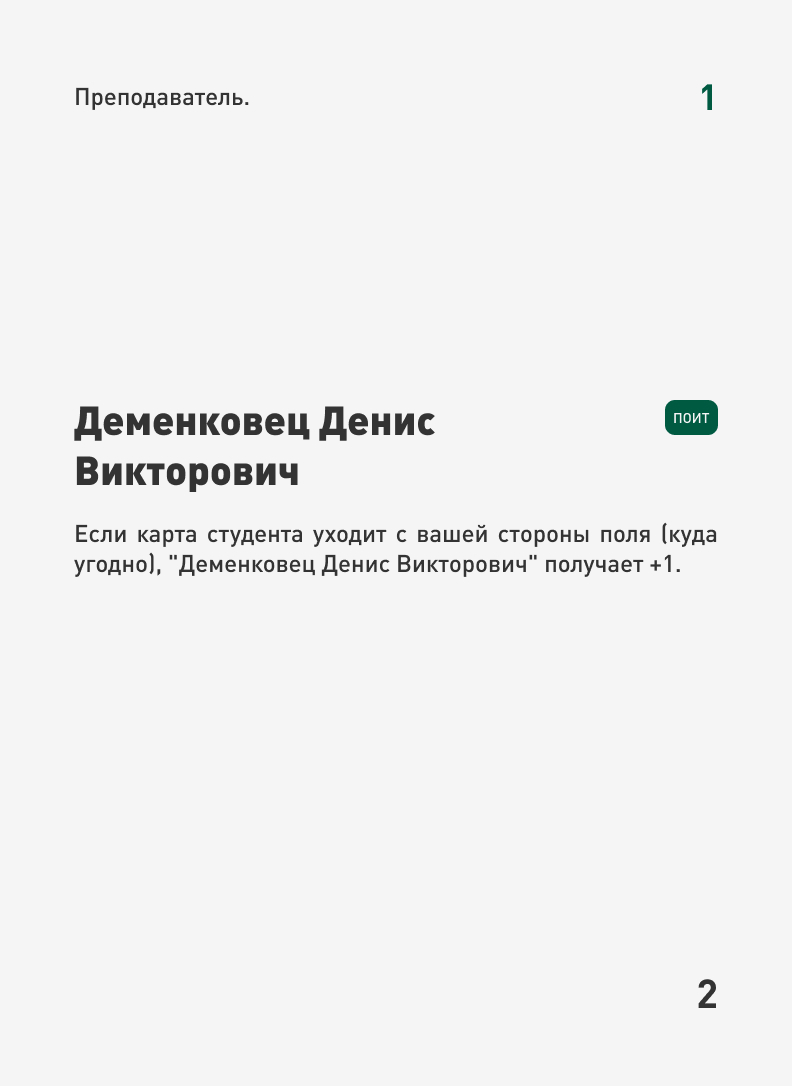 Преподаватель.
1
Деменковец Денис
Викторович
ПОИТ
Если карта студента уходит с вашей стороны поля (куда
угодно), "Деменковец Денис Викторович" получает +1.
2